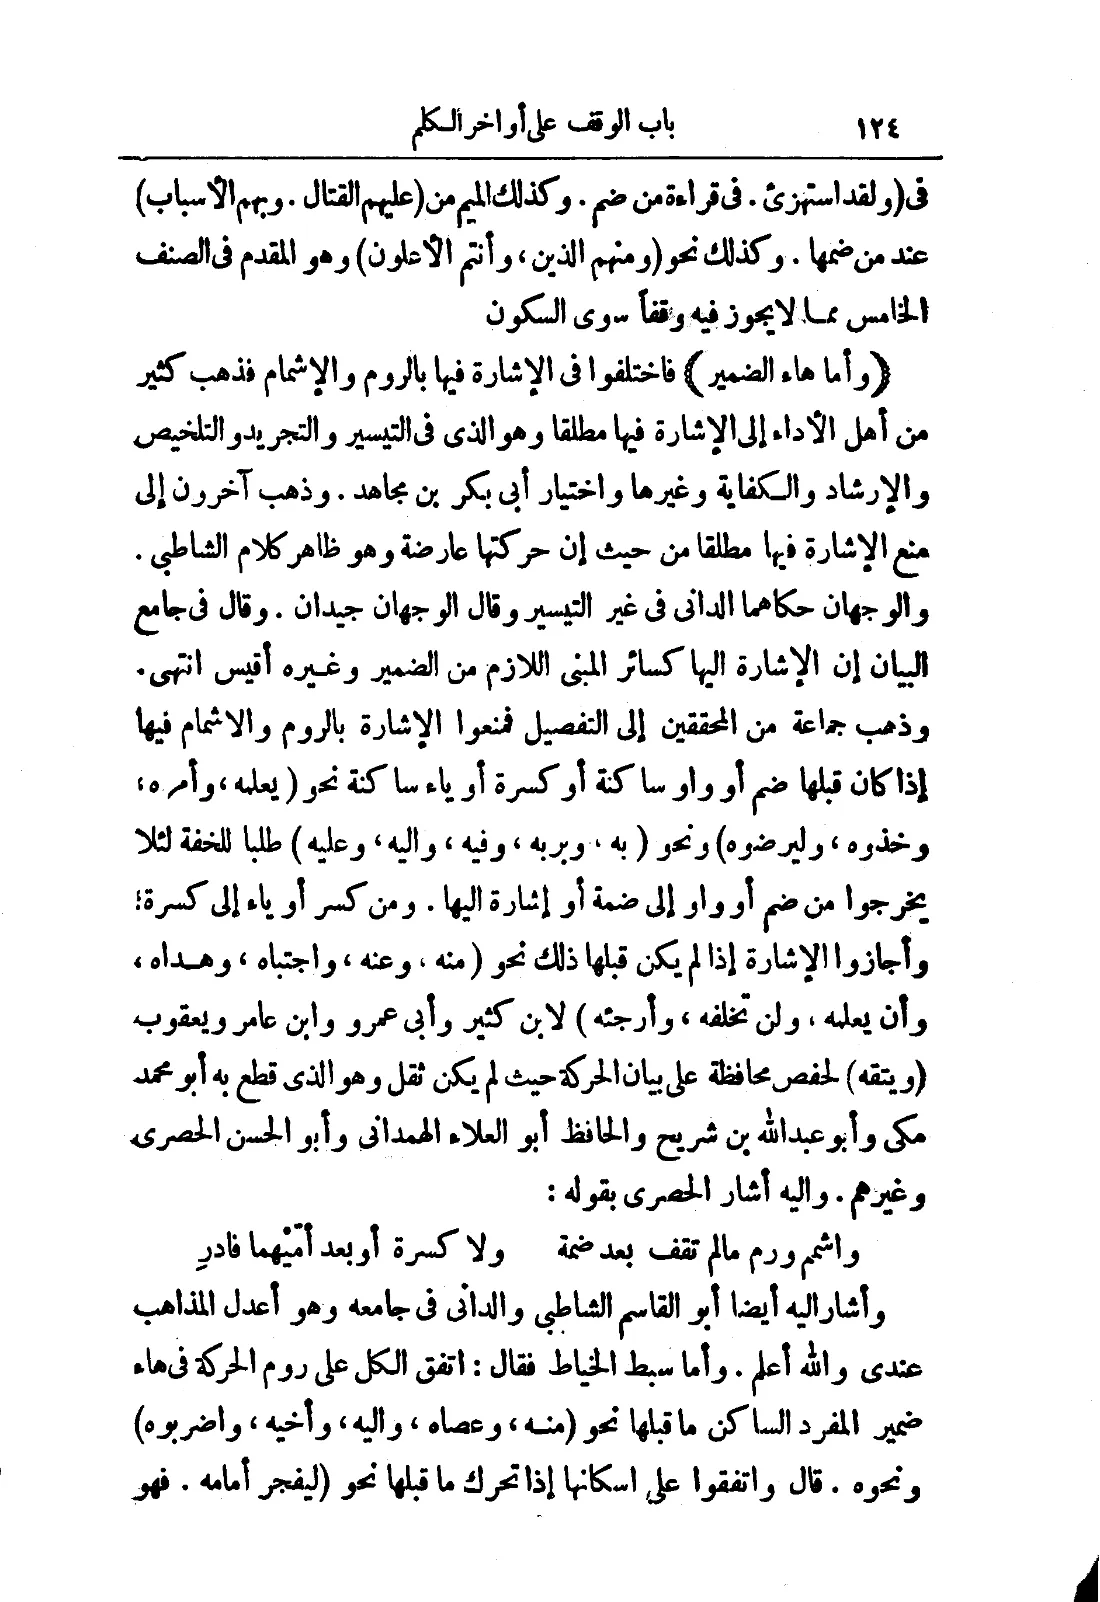 ١٢٤ باب الوقف على أواخر الكلم
فى (ولقد استهزئ . فى قراءة من ضم . وكذلك الميم من (عليهم القتال . وبهم الأسباب)
عند من ضمها . وكذلك نحو (ومنهم الذين ، وأنتم الأعلون) وهو المقدم فى الصنف
الخامس مما لا يجوز فيه وقفاً سوى السكون
(وأما هاء الضمير) فاختلفوا فى الإشارة فيها بالروم والإشمام فذهب كثير
من أهل الأداء إلى الإشارة فيها مطلقا وهو الذى فى التيسير والتجريد والتلخيص
والإرشاد والكفاية وغيرها واختيار أبى بكر بن مجاهد . وذهب آخرون إلى
منع الإشارة فيها مطلقا من حيث إن حركتها عارضة وهو ظاهر كلام الشاطبي .
والوجهان حكاهما الدانى فى غير التيسير وقال الوجهان جيدان . وقال فى جامع
البيان إن الإشارة اليها كسائر المبنى اللازم من الضمير وغيره أقيس انتهى .
وذهب جماعة من المحققين إلى التفصيل فمنعوا الإشارة بالروم والاشمام فيها
إذا كان قبلها ضم أو واو ساكنة أو كسرة أو ياء ساكنة نحو (يعلمه ، وأمره ،
وخذوه ، وليرضوه) ونحو (به ، وبربه ، وفيه ، واليه ، وعليه) طلبا للخفة لئلا
يخرجوا من ضم أو واو إلى ضمة أو إشارة اليها . ومن كسر أو ياء إلى كسرة؛
وأجازوا الإشارة إذا لم يكن قبلها ذلك نحو (منه ، وعنه ، واجتباه ، وهداه ،
وأن يعلمه ، ولن تخلفه ، وأرجئه) لابن كثير وأبى عمرو وابن عامر ويعقوب
(ويتقه) لحفص محافظة على بيان الحركة حيث لم يكن ثقل وهو الذى قطع به أبو محمد
مكى وأبو عبدالله بن شريح والحافظ أبو العلاء الهمدانى وأبو الحسن الحصرى
وغيرهم . واليه أشار الحصرى بقوله :
واشمم ورم مالم تقف بعد ضمة ولا كسرة أو بعد أمّيْهما فادرِ
وأشار اليه أيضا أبو القاسم الشاطبي والدانى فى جامعه وهو أعدل المذاهب
عندى والله أعلم . وأما سبط الخياط فقال : اتفق الكل على روم الحركة فى هاء
ضمير المفرد الساكن ما قبلها نحو (منه ، وعصاه ، واليه ، وأخيه ، واضربوه)
ونحوه . قال واتفقوا على اسكانها إذا تحرك ما قبلها نحو (ليفجر أمامه . فهو